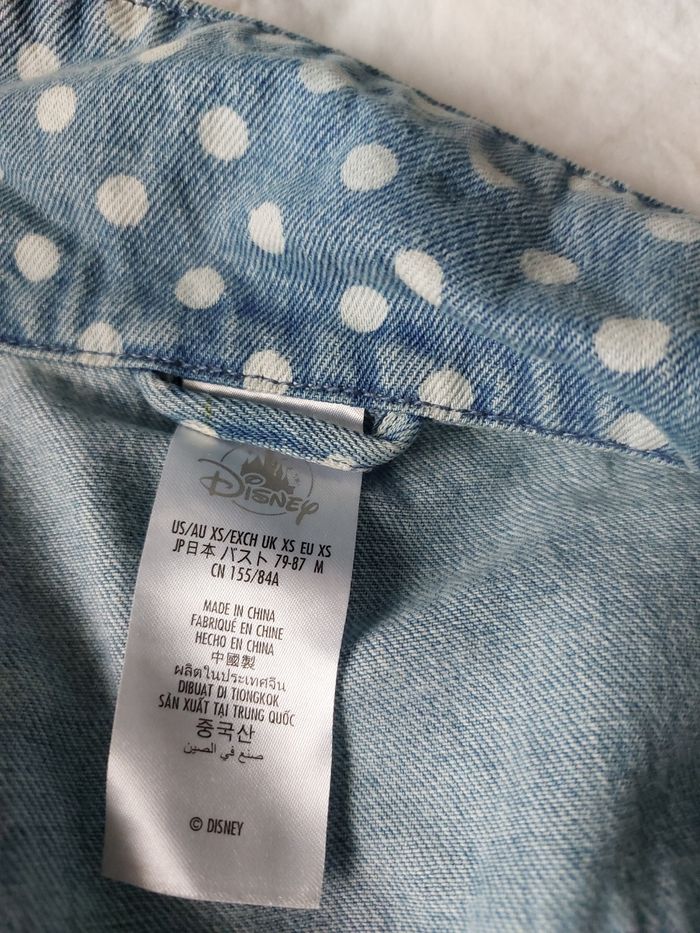 Disney
US/AU XS/EXCH UK XS EU XS
JP日本 バスト 79-87 M
CN 155/84A
MADE IN CHINA
FABRIQUÉ EN CHINE
HECHO EN CHINA
中國製
ผลิตในประเทศจีน
DIBUAT DI TIONGKOK
SẢN XUẤT TẠI TRUNG QUỐC
중국산
صنع في الصين
© DISNEY